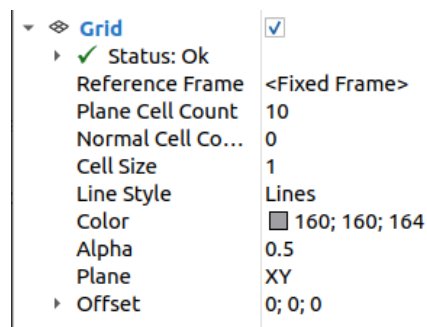 Grid
Status: Ok
Reference Frame <Fixed Frame>
Plane Cell Count 10
Normal Cell Co... 0
Cell Size 1
Line Style Lines
Color 160; 160; 164
Alpha 0.5
Plane XY
Offset 0; 0; 0